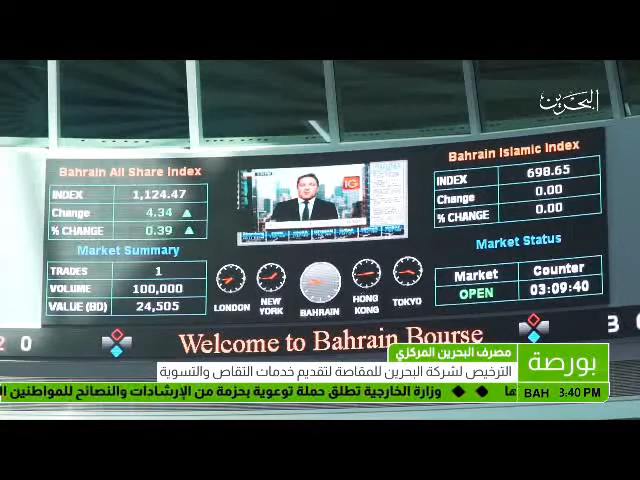 البحرين
Bahrain All Share Index
INDEX 1,124.47
Change 4.34 ▲
% CHANGE 0.39 ▲
Market Summary
TRADES 1
VOLUME 100,000
VALUE (BD) 24,505
IG
LONDON
NEW YORK
BAHRAIN
HONG KONG
TOKYO
Bahrain Islamic Index
INDEX 698.65
Change 0.00
% CHANGE 0.00
Market Status
Market Counter
OPEN 03:09:40
Welcome to Bahrain Bourse
بورصة
مصرف البحرين المركزي
الترخيص لشركة البحرين للمقاصة لتقديم خدمات التقاص والتسوية
وزارة الخارجية تطلق حملة توعوية بحزمة من الإرشادات والنصائح للمواطنين
BAH 3:40 PM